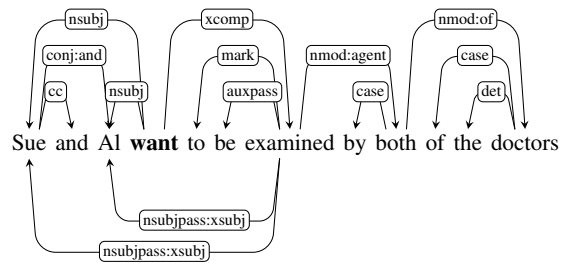 nsubj xcomp nmod:of
conj:and mark nmod:agent case
cc nsubj auxpass case det
Sue and Al want to be examined by both of the doctors
nsubjpass:xsubj
nsubjpass:xsubj